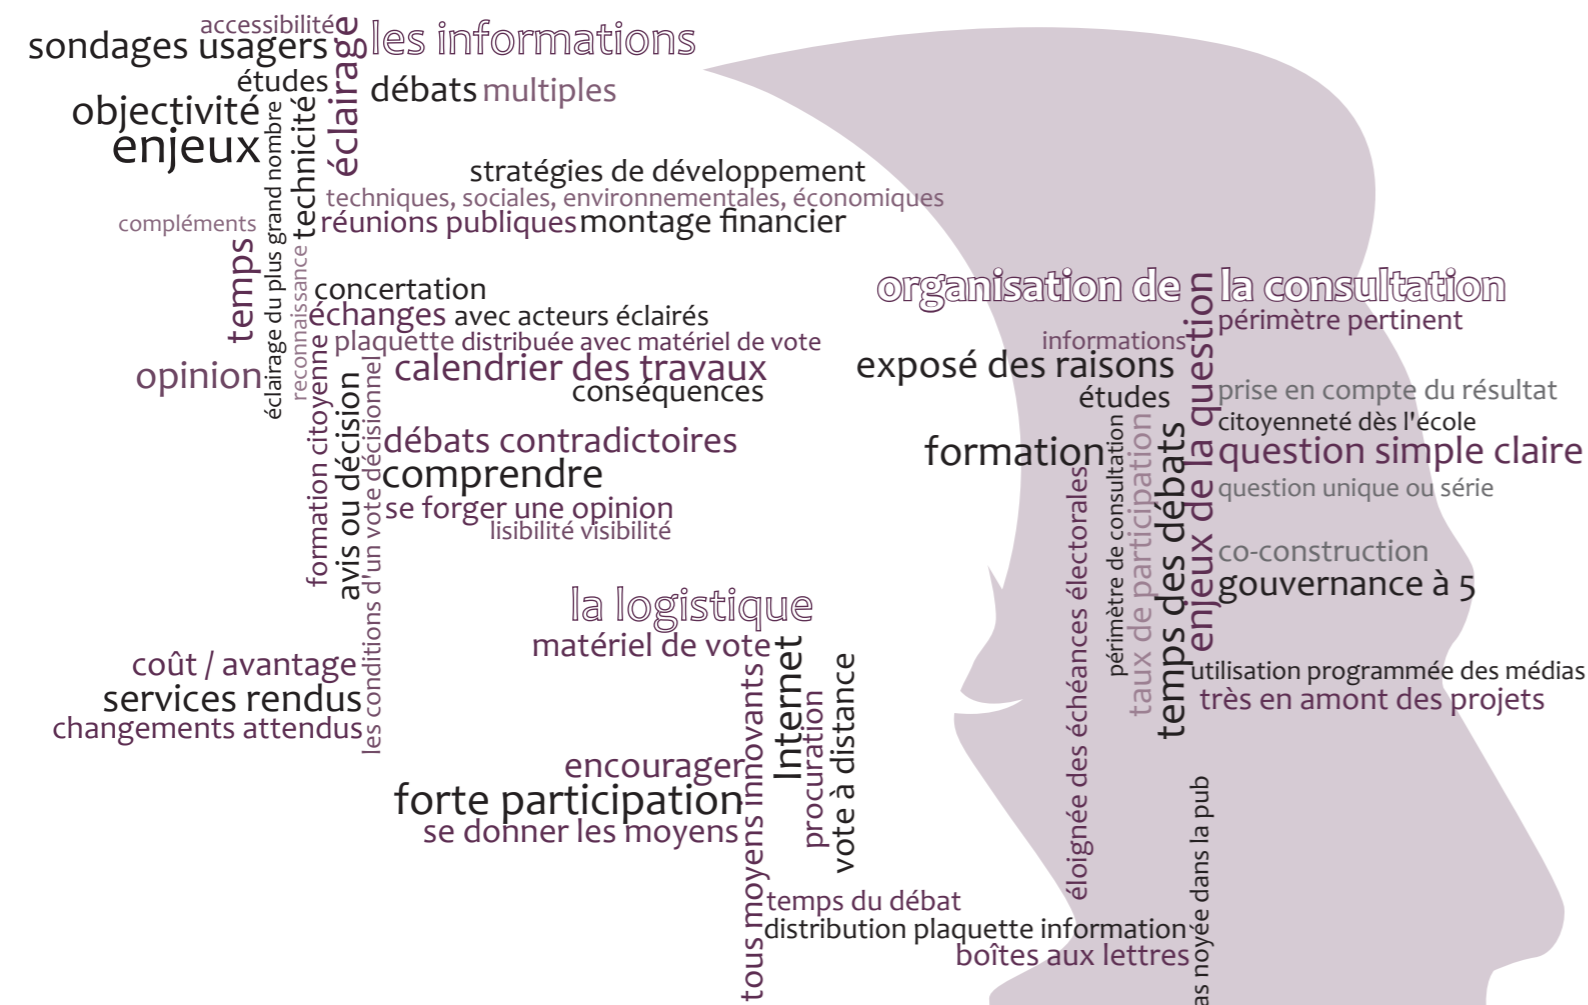 accessibilité
sondages usagers
études
objectivité
enjeux
éclairage du plus grand nombre
technicité
éclairage
les informations
débats multiples
stratégies de développement
techniques, sociales, environnementales, économiques
réunions publiques montage financier
compléments
temps
reconnaissance
opinion
concertation
échanges avec acteurs éclairés
plaquette distribuée avec matériel de vote
calendrier des travaux
conséquences
formation citoyenne
avis ou décision
les conditions d'un vote décisionnel
débats contradictoires
comprendre
se forger une opinion
lisibilité visibilité
coût / avantage
services rendus
changements attendus
la logistique
matériel de vote
tous moyens innovants
Internet
procuration
vote à distance
encourager
forte participation
se donner les moyens
temps du débat
distribution plaquette information
boîtes aux lettres
organisation de la consultation
informations
exposé des raisons
études
formation
éloignée des échéances électorales
périmètre de consultation
taux de participation
temps des débats
enjeux de la question
périmètre pertinent
prise en compte du résultat
citoyenneté dès l'école
question simple claire
question unique ou série
co-construction
gouvernance à 5
utilisation programmée des médias
très en amont des projets
as noyée dans la pub